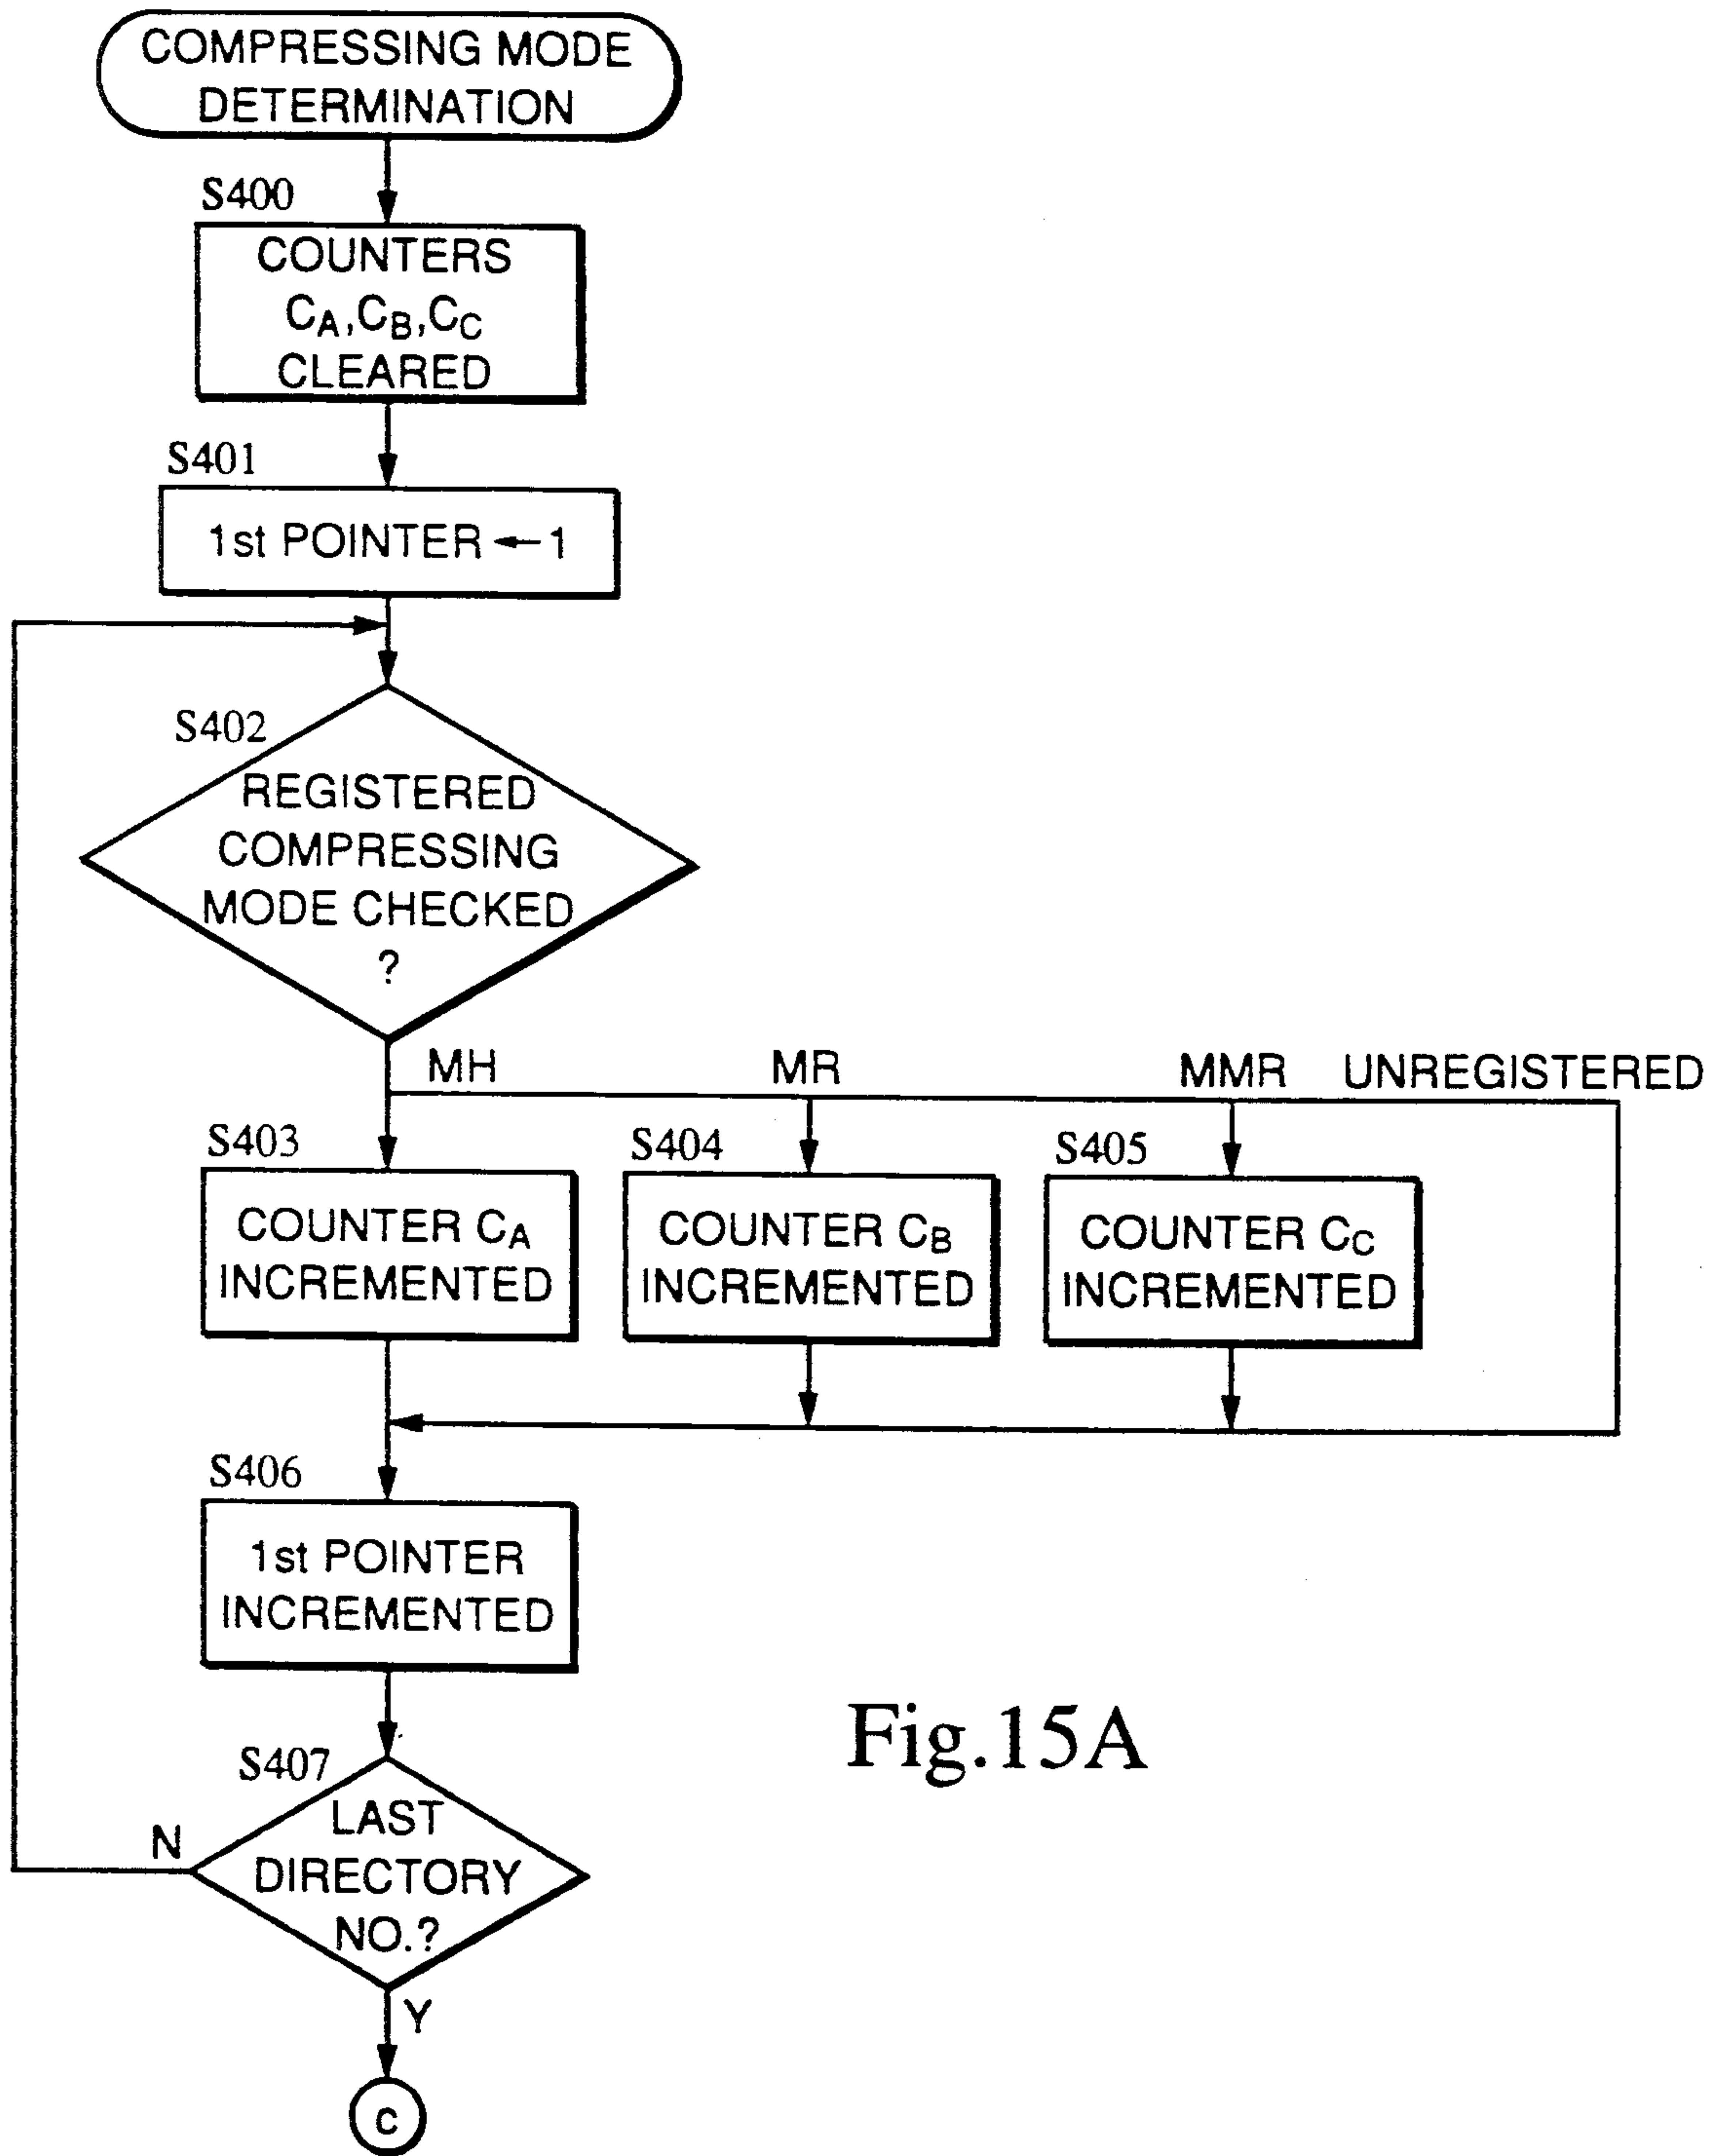 COMPRESSING MODE
DETERMINATION
S400
COUNTERS
CA,CB,CC
CLEARED
S401
1st POINTER ← 1
S402
REGISTERED
COMPRESSING
MODE CHECKED
?
MH MR MMR UNREGISTERED
S403 S404 S405
COUNTER CA
INCREMENTED
COUNTER CB
INCREMENTED
COUNTER CC
INCREMENTED
S406
1st POINTER
INCREMENTED
S407
LAST
DIRECTORY
NO.?
N
Y
c
Fig.15A